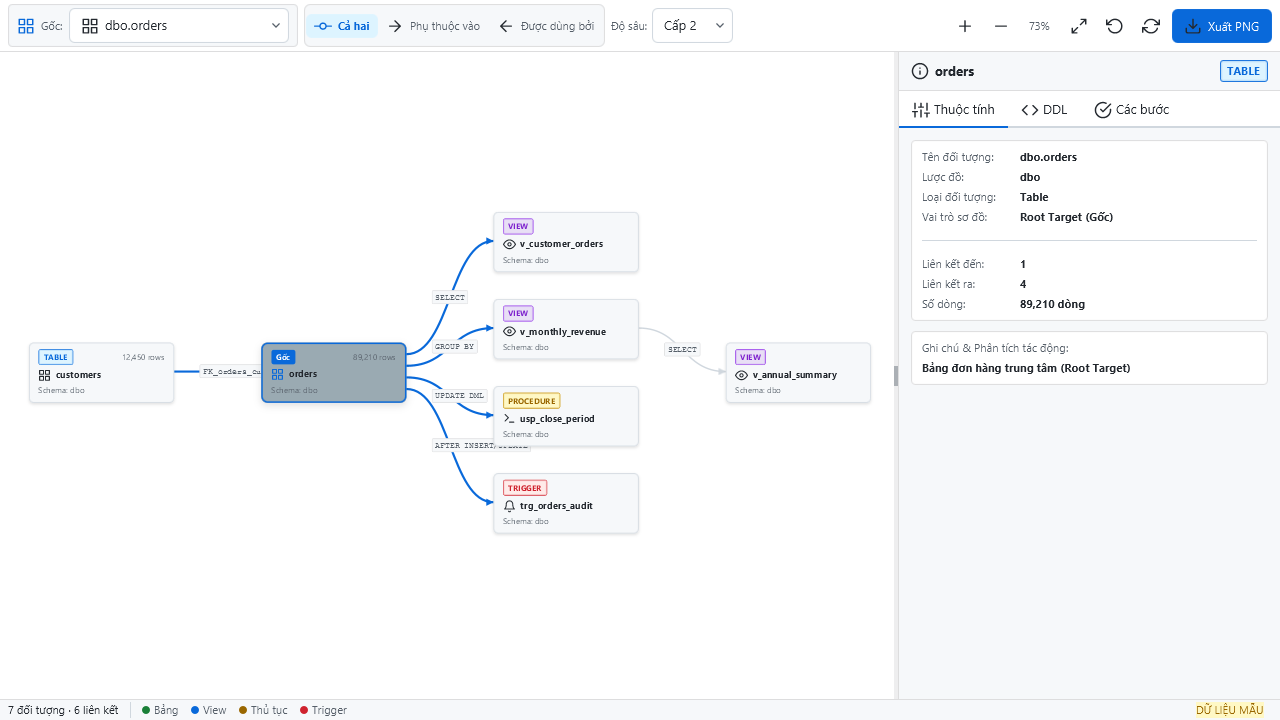 Gốc:
dbo.orders
Cả hai
Phụ thuộc vào
Được dùng bởi
Độ sâu:
Cấp 2
73%
Xuất PNG
orders
TABLE
Thuộc tính
DDL
Các bước
Tên đối tượng: dbo.orders
Lược đồ: dbo
Loại đối tượng: Table
Vai trò sơ đồ: Root Target (Gốc)
Liên kết đến: 1
Liên kết ra: 4
Số dòng: 89,210 dòng
Ghi chú & Phân tích tác động:
Bảng đơn hàng trung tâm (Root Target)
TABLE
12,450 rows
customers
Schema: dbo
Gốc
89,210 rows
orders
Schema: dbo
SELECT
GROUP BY
UPDATE DML
AFTER
VIEW
v_customer_orders
Schema: dbo
VIEW
v_monthly_revenue
Schema: dbo
PROCEDURE
usp_close_period
Schema: dbo
TRIGGER
trg_orders_audit
Schema: dbo
SELECT
VIEW
v_annual_summary
Schema: dbo
7 đối tượng · 6 liên kết
Bảng
View
Thủ tục
Trigger
DỮ LIỆU MẪU